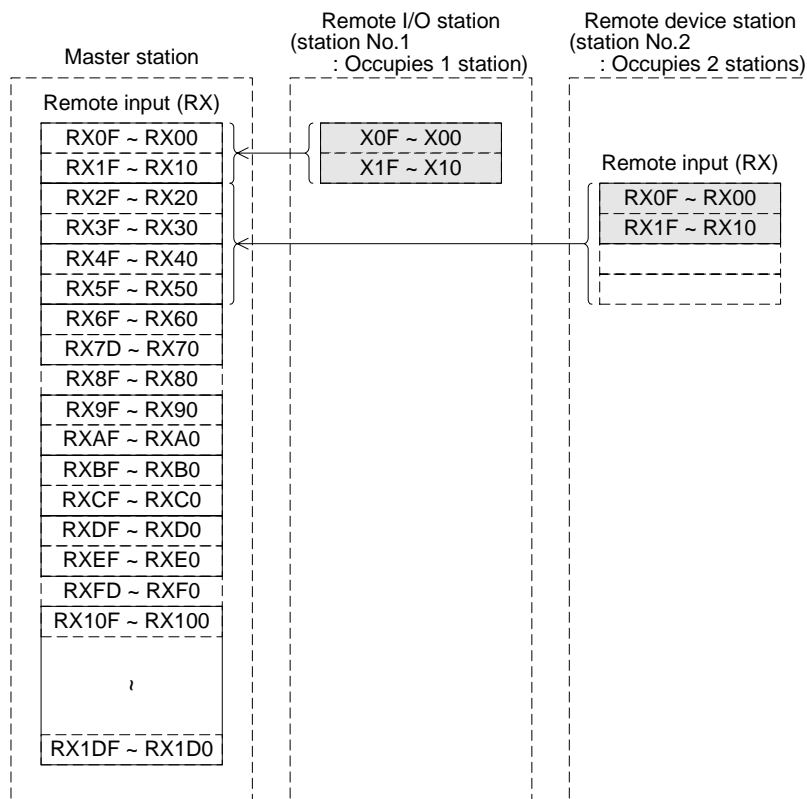 Master station
Remote input (RX)
RX0F ~ RX00
RX1F ~ RX10
RX2F ~ RX20
RX3F ~ RX30
RX4F ~ RX40
RX5F ~ RX50
RX6F ~ RX60
RX7D ~ RX70
RX8F ~ RX80
RX9F ~ RX90
RXAF ~ RXA0
RXBF ~ RXB0
RXCF ~ RXC0
RXDF ~ RXD0
RXEF ~ RXE0
RXFD ~ RXF0
RX10F ~ RX100
~
RX1DF ~ RX1D0
Remote I/O station
(station No.1
: Occupies 1 station)
X0F ~ X00
X1F ~ X10
Remote device station
(station No.2
: Occupies 2 stations)
Remote input (RX)
RX0F ~ RX00
RX1F ~ RX10